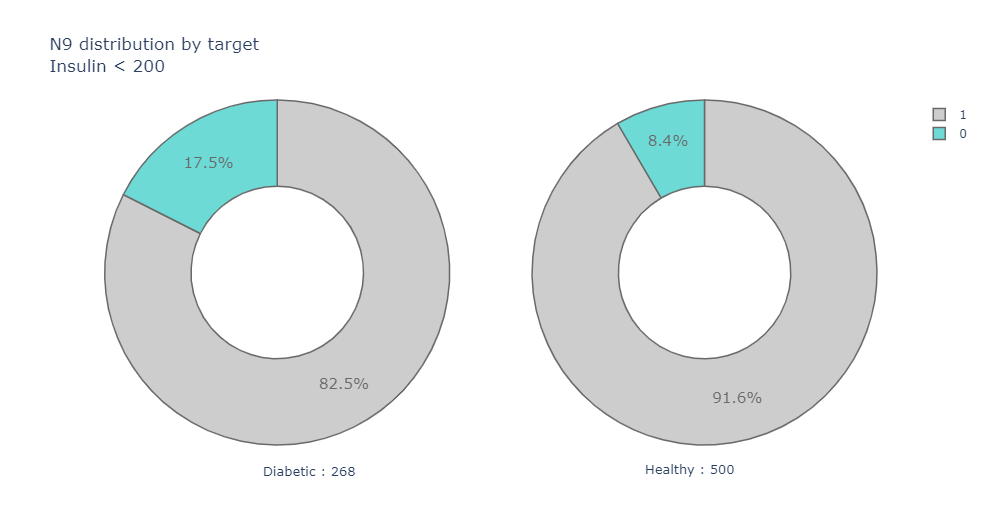 N9 distribution by target
Insulin < 200
1
0
17.5%
8.4%
82.5%
91.6%
Diabetic : 268
Healthy : 500